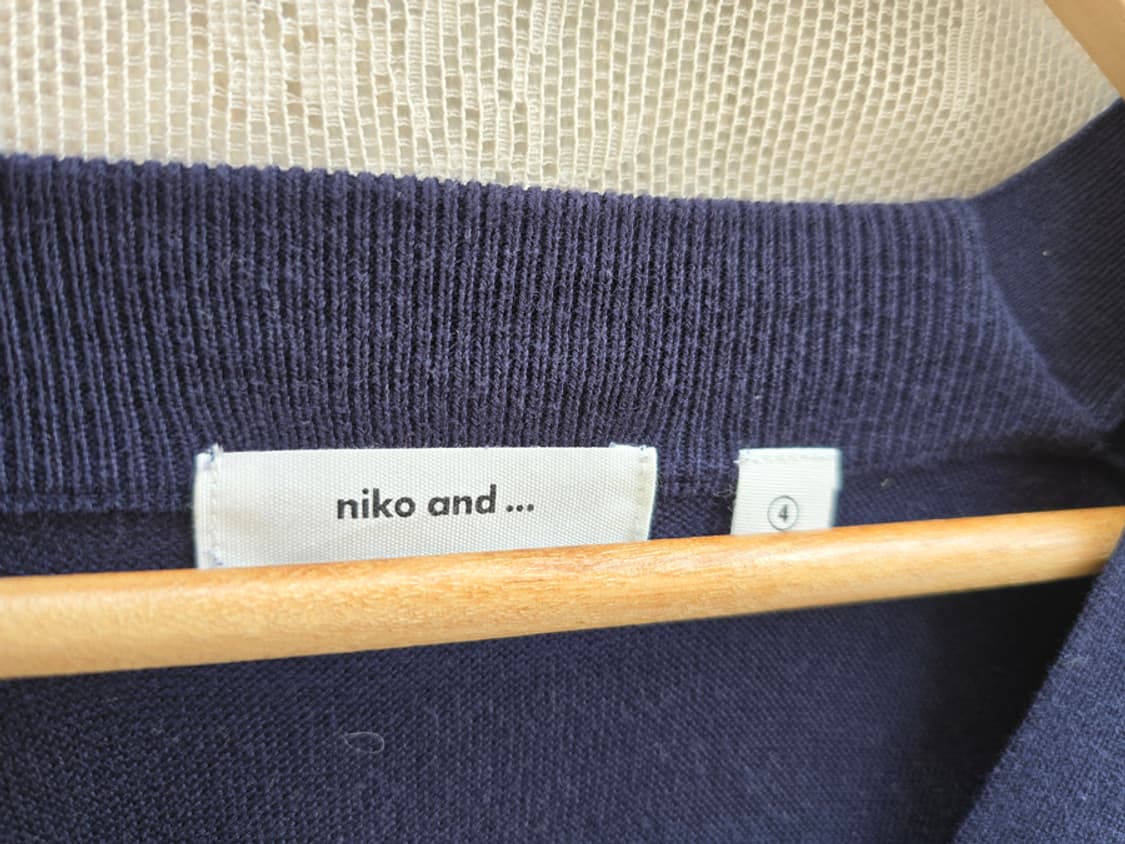 niko and ...
④